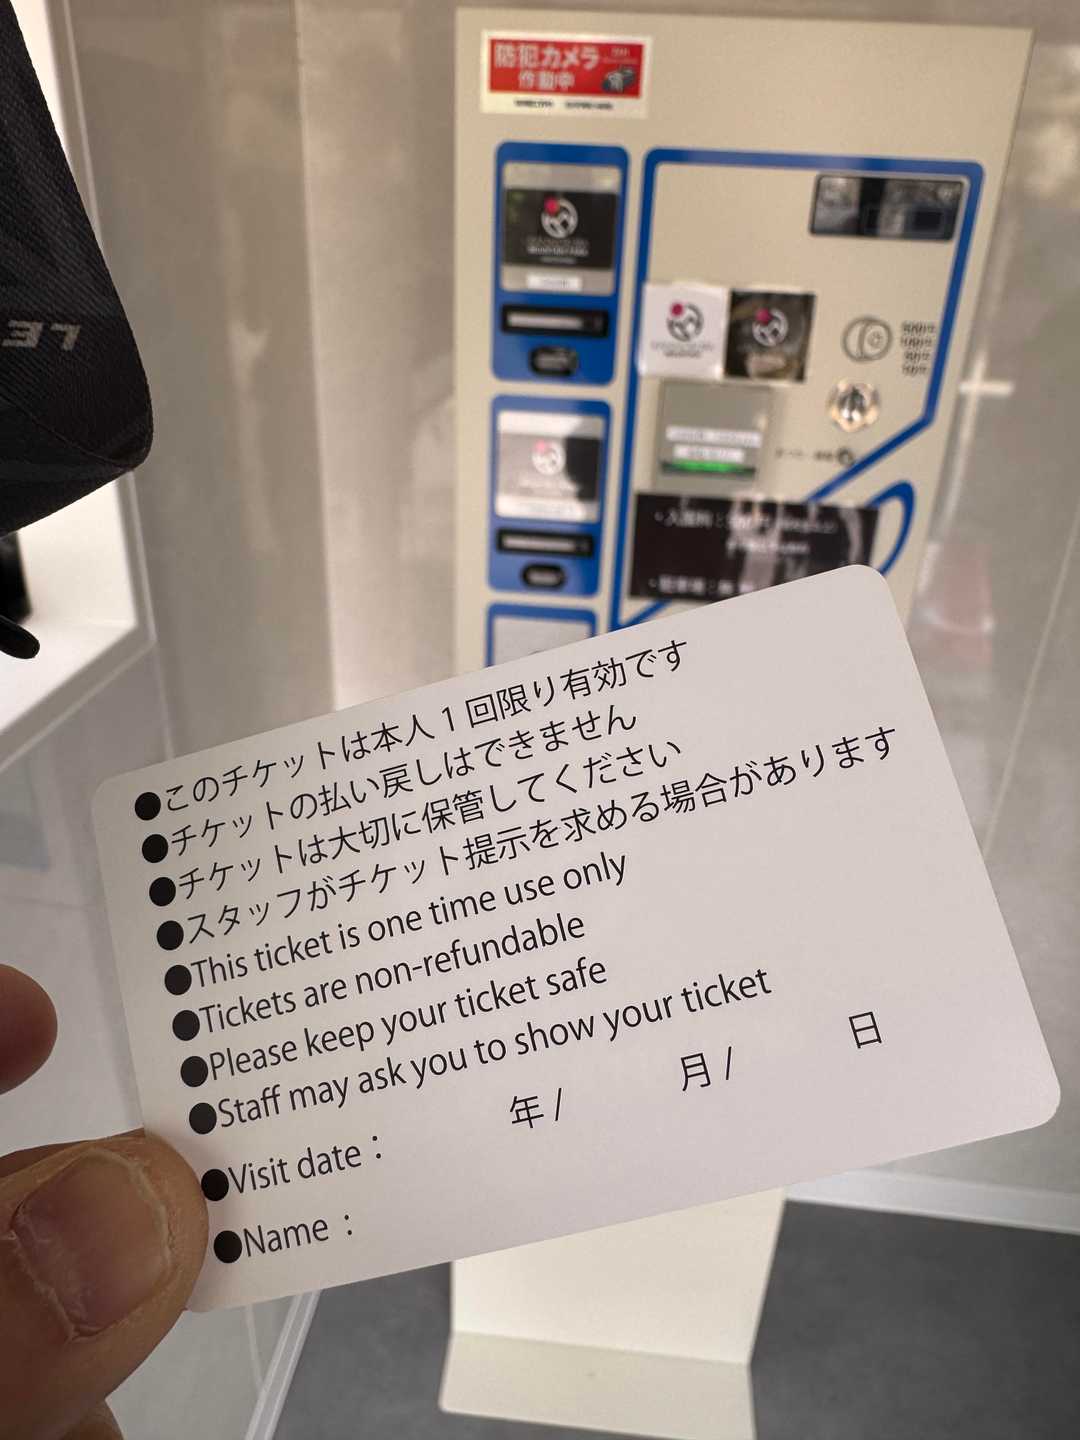 防犯カメラ
作動中
37
●このチケットは本人1回限り有効です
●チケットの払い戻しはできません
●チケットは大切に保管してください
●スタッフがチケット提示を求める場合があります
●This ticket is one time use only
●Tickets are non-refundable
●Please keep your ticket safe
●Staff may ask you to show your ticket
●Visit date： 年 / 月 / 日
●Name：